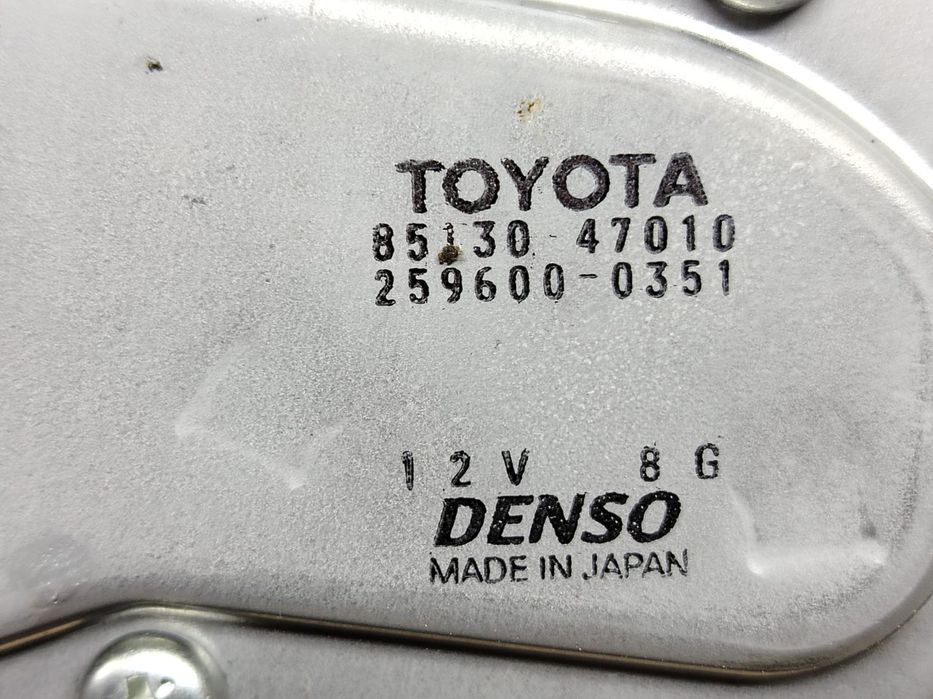 TOYOTA
85130-47010
259600-0351
12V 8G
DENSO
MADE IN JAPAN